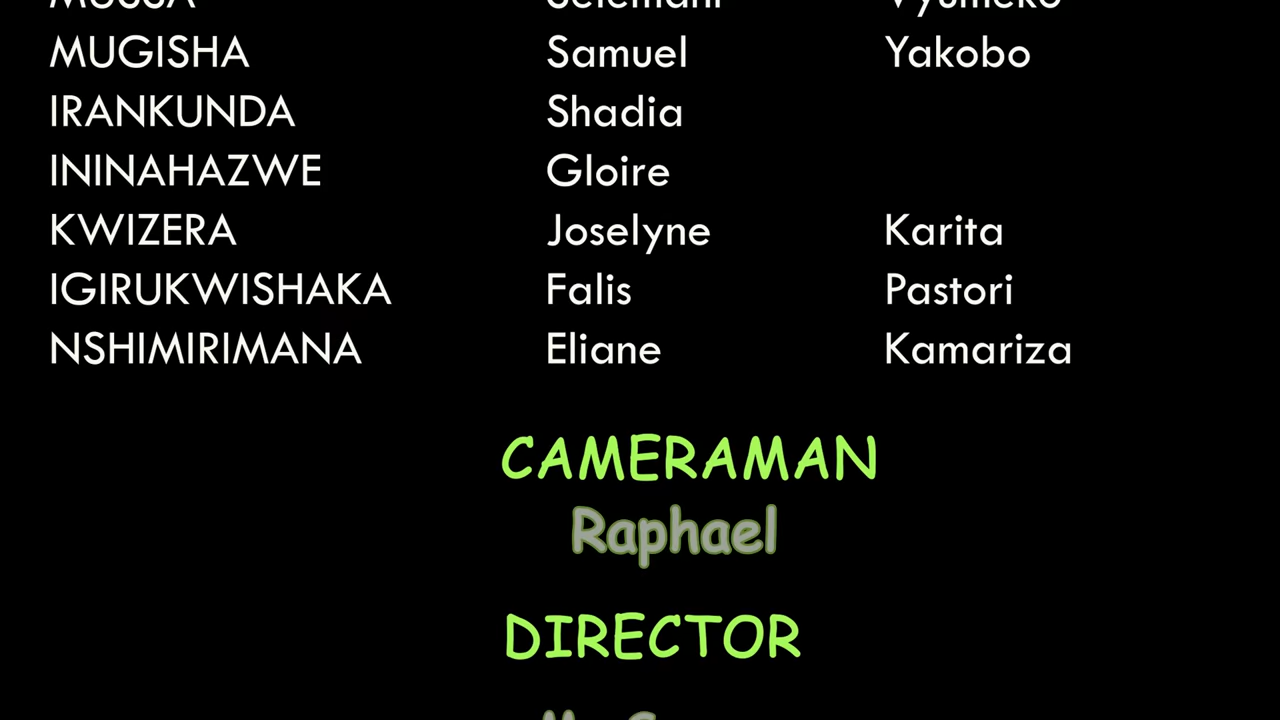 MUGISHA Samuel Yakobo
IRANKUNDA Shadia
ININAHAZWE Gloire
KWIZERA Joselyne Karita
IGIRUKWISHAKA Falis Pastori
NSHIMIRIMANA Eliane Kamariza
CAMERAMAN
Raphael
DIRECTOR